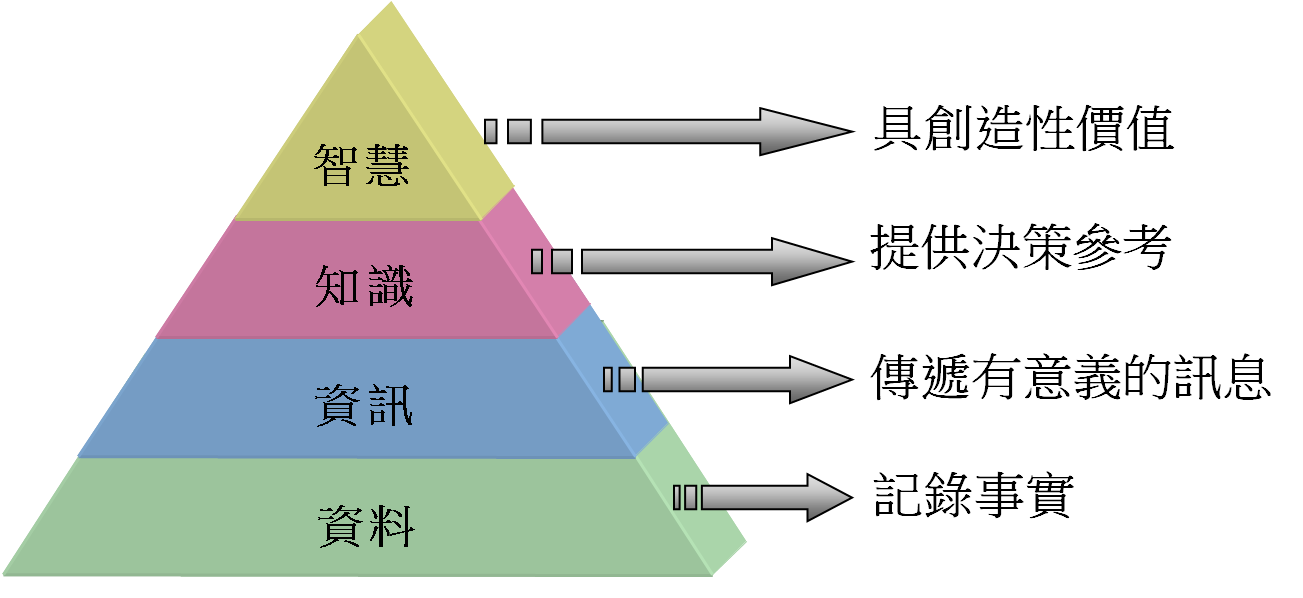 智慧
具創造性價值
知識
提供決策參考
資訊
傳遞有意義的訊息
資料
記錄事實